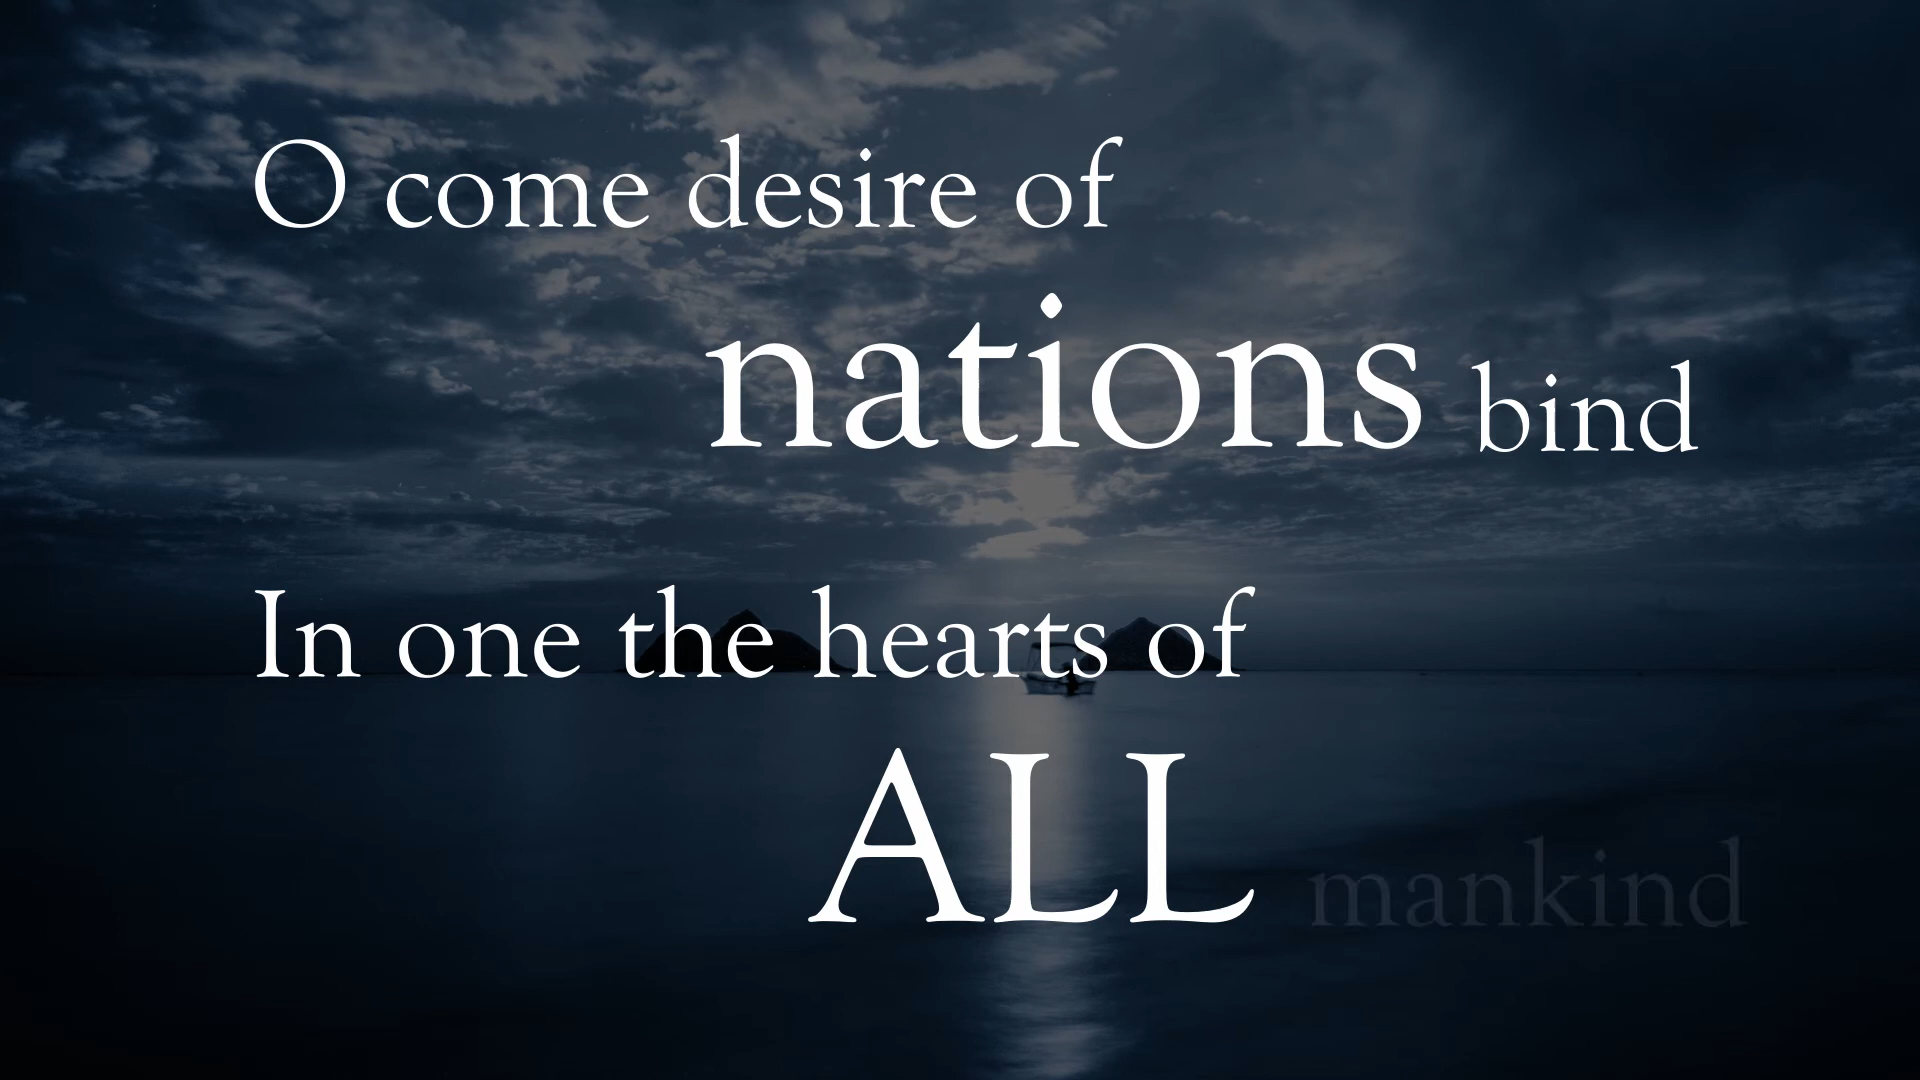 O come desire of
nations bind
In one the hearts of
ALL mankind